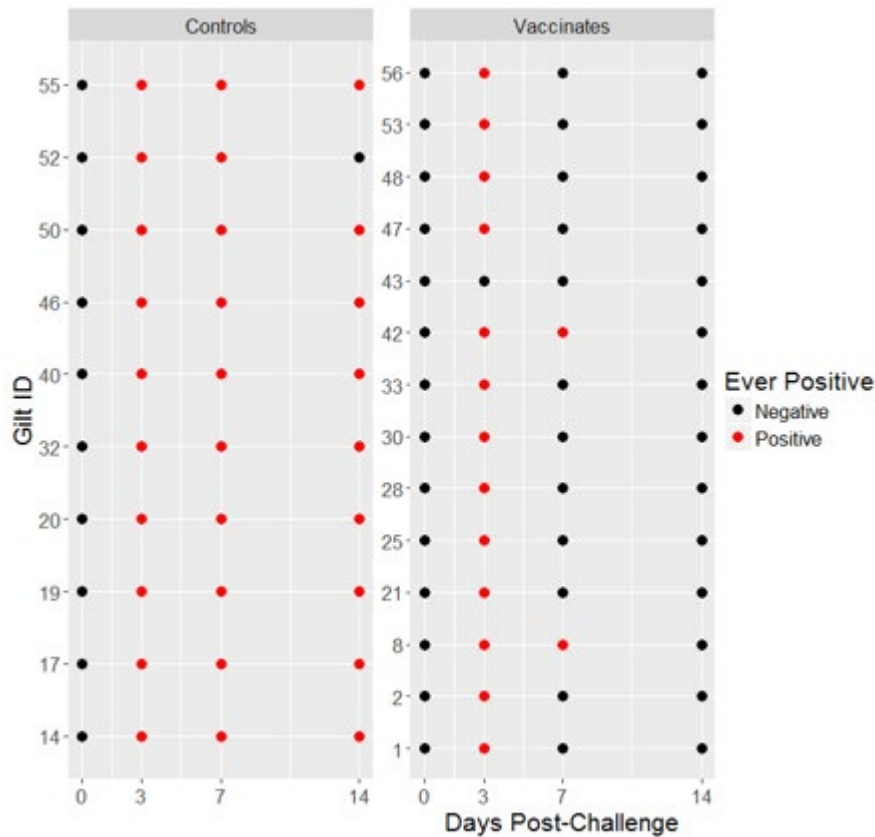 Controls
Vaccinates
Gilt ID
55
52
50
46
40
32
20
19
17
14
56
53
48
47
43
42
33
30
28
25
21
8
2
1
0 3 7 14
0 3 7 14
Days Post-Challenge
Ever Positive
Negative
Positive